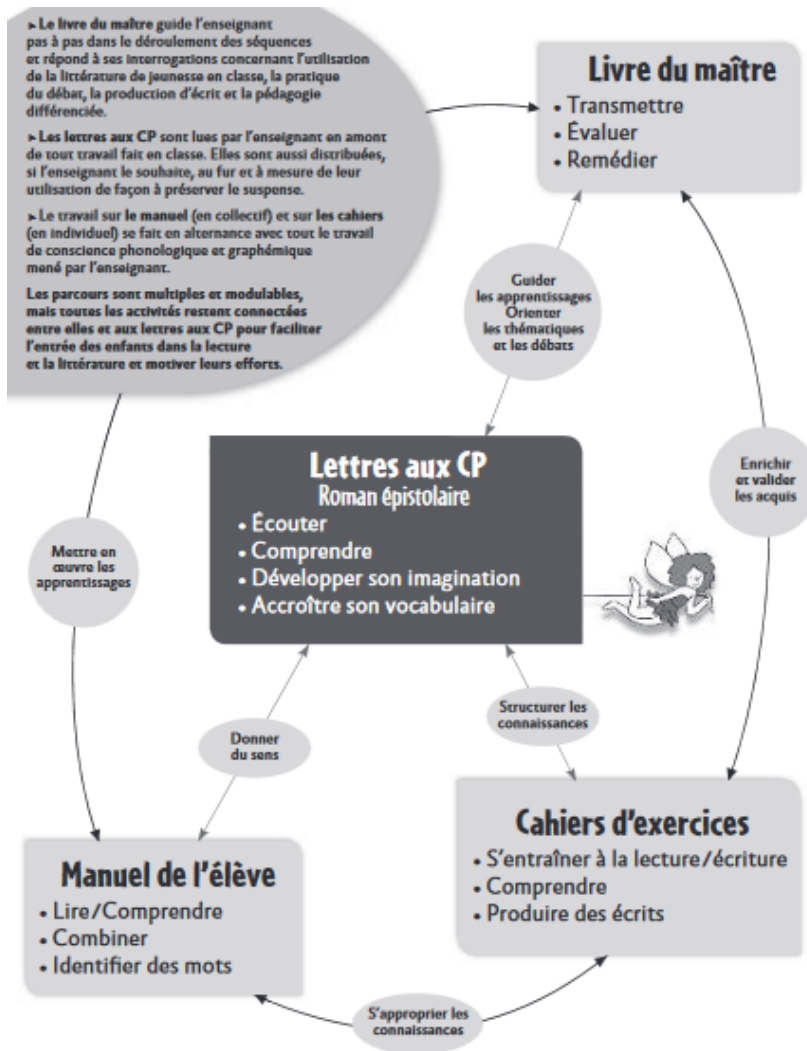 ➤ Le livre du maître guide l'enseignant
pas à pas dans le déroulement des séquences
et répond à ses interrogations concernant l'utilisation
de la littérature de jeunesse en classe, la pratique
du débat, la production d'écrit et la pédagogie
différenciée.
➤ Les lettres aux CP sont lues par l'enseignant en amont
de tout travail fait en classe. Elles sont aussi distribuées,
si l'enseignant le souhaite, au fur et à mesure de leur
utilisation de façon à préserver le suspense.
➤ Le travail sur le manuel (en collectif) et sur les cahiers
(en individuel) se fait en alternance avec tout le travail
de conscience phonologique et graphémique
mené par l'enseignant.
Les parcours sont multiples et modulables,
mais toutes les activités restent connectées
entre elles et aux lettres aux CP pour faciliter
l'entrée des enfants dans la lecture
et la littérature et motiver leurs efforts.
Livre du maître
• Transmettre
• Évaluer
• Remédier
Guider
les apprentissages
Orienter
les thématiques
et les débats
Lettres aux CP
Roman épistolaire
• Écouter
• Comprendre
• Développer son imagination
• Accroître son vocabulaire
Enrichir
et valider
les acquis
Mettre en
œuvre les
apprentissages
Structurer les
connaissances
Donner
du sens
Cahiers d'exercices
• S'entraîner à la lecture/écriture
• Comprendre
• Produire des écrits
Manuel de l'élève
• Lire/Comprendre
• Combiner
• Identifier des mots
S'approprier les
connaissances